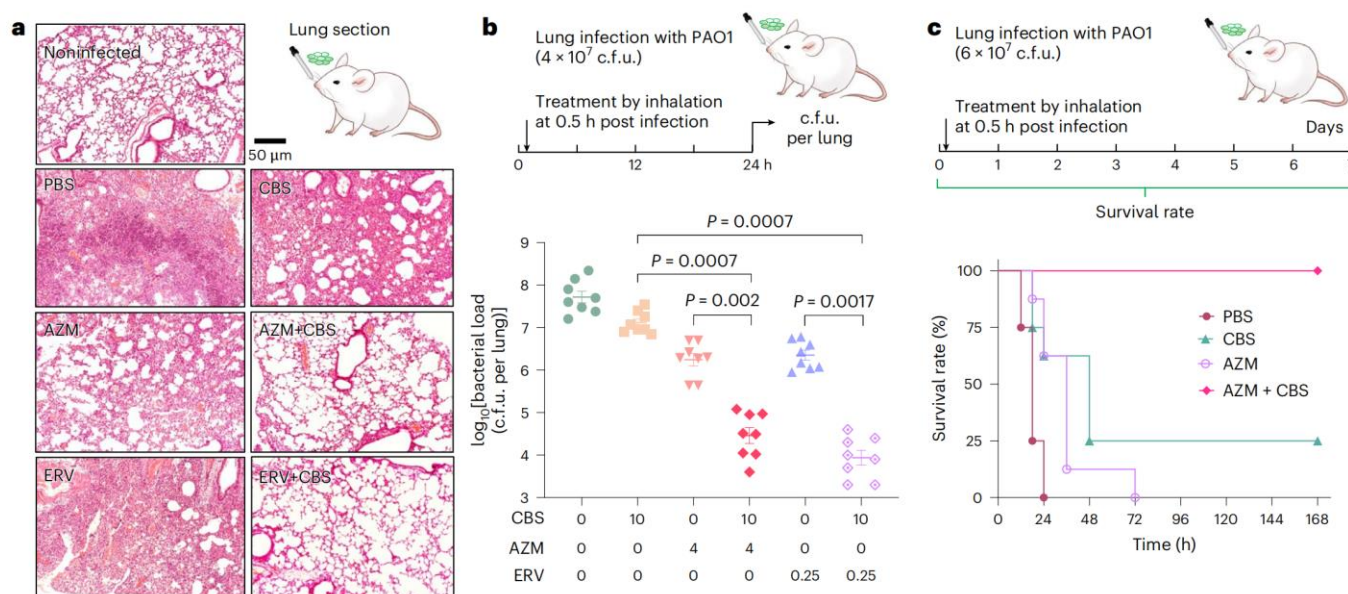 a
Noninfected
Lung section
50 µm
PBS
CBS
AZM
AZM+CBS
ERV
ERV+CBS
b
Lung infection with PAO1
(4 × 10⁷ c.f.u.)
Treatment by inhalation
at 0.5 h post infection
c.f.u.
per lung
0 12 24 h
P = 0.0007
P = 0.0007
P = 0.002 P = 0.0017
log₁₀[bacterial load
(c.f.u. per lung)]
9
8
7
6
5
4
3
CBS 0 10 0 10 0 10
AZM 0 0 4 4 0 0
ERV 0 0 0 0 0.25 0.25
c
Lung infection with PAO1
(6 × 10⁷ c.f.u.)
Treatment by inhalation
at 0.5 h post infection
Days
0 1 2 3 4 5 6
Survival rate
Survival rate (%)
100
75
50
25
0
PBS
CBS
AZM
AZM + CBS
0 24 48 72 96 120 144 168
Time (h)